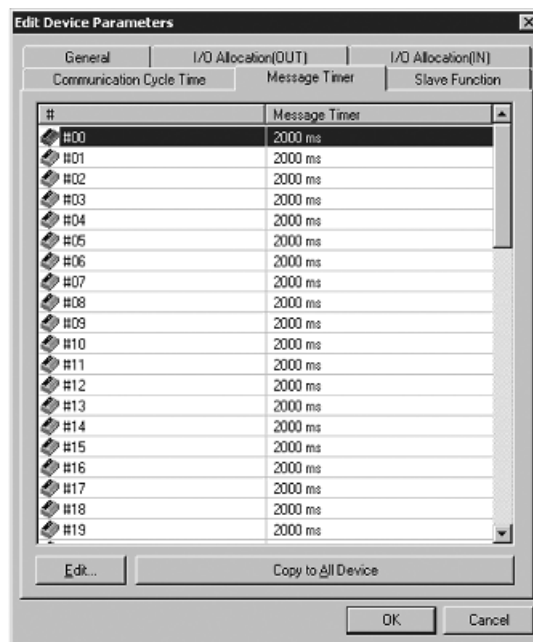 Edit Device Parameters
General I/O Allocation(OUT) I/O Allocation(IN)
Communication Cycle Time Message Timer Slave Function
# Message Timer
#00 2000 ms
#01 2000 ms
#02 2000 ms
#03 2000 ms
#04 2000 ms
#05 2000 ms
#06 2000 ms
#07 2000 ms
#08 2000 ms
#09 2000 ms
#10 2000 ms
#11 2000 ms
#12 2000 ms
#13 2000 ms
#14 2000 ms
#15 2000 ms
#16 2000 ms
#17 2000 ms
#18 2000 ms
#19 2000 ms
Edit... Copy to All Device
OK Cancel